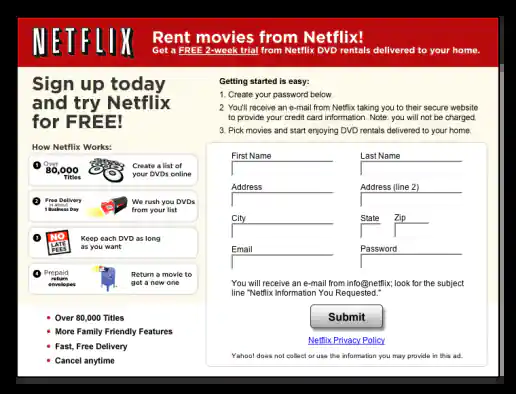 NETFLIX
Rent movies from Netflix!
Get a FREE 2-week trial from Netflix DVD rentals delivered to your home.
Sign up today
and try Netflix
for FREE!
How Netflix Works:
1
Over
80,000
Titles
Create a list of
your DVDs online
2
Free Delivery
in about
1 Business Day
We rush you DVDs
from your list
3
NO
LATE
FEES
Keep each DVD as long
as you want
4
Prepaid
return
envelopes
Return a movie to
get a new one
• Over 80,000 Titles
• More Family Friendly Features
• Fast, Free Delivery
• Cancel anytime
Getting started is easy:
1. Create your password below.
2. You'll receive an e-mail from Netflix taking you to their secure website
to provide your credit card information. Note: you will not be charged.
3. Pick movies and start enjoying DVD rentals delivered to your home.
First Name
Last Name
Address
Address (line 2)
City
State
Zip
Email
Password
You will receive an e-mail from info@netflix; look for the subject
line "Netflix Information You Requested."
Submit
Netflix Privacy Policy
Yahoo! does not collect or use the information you may provide in this ad.